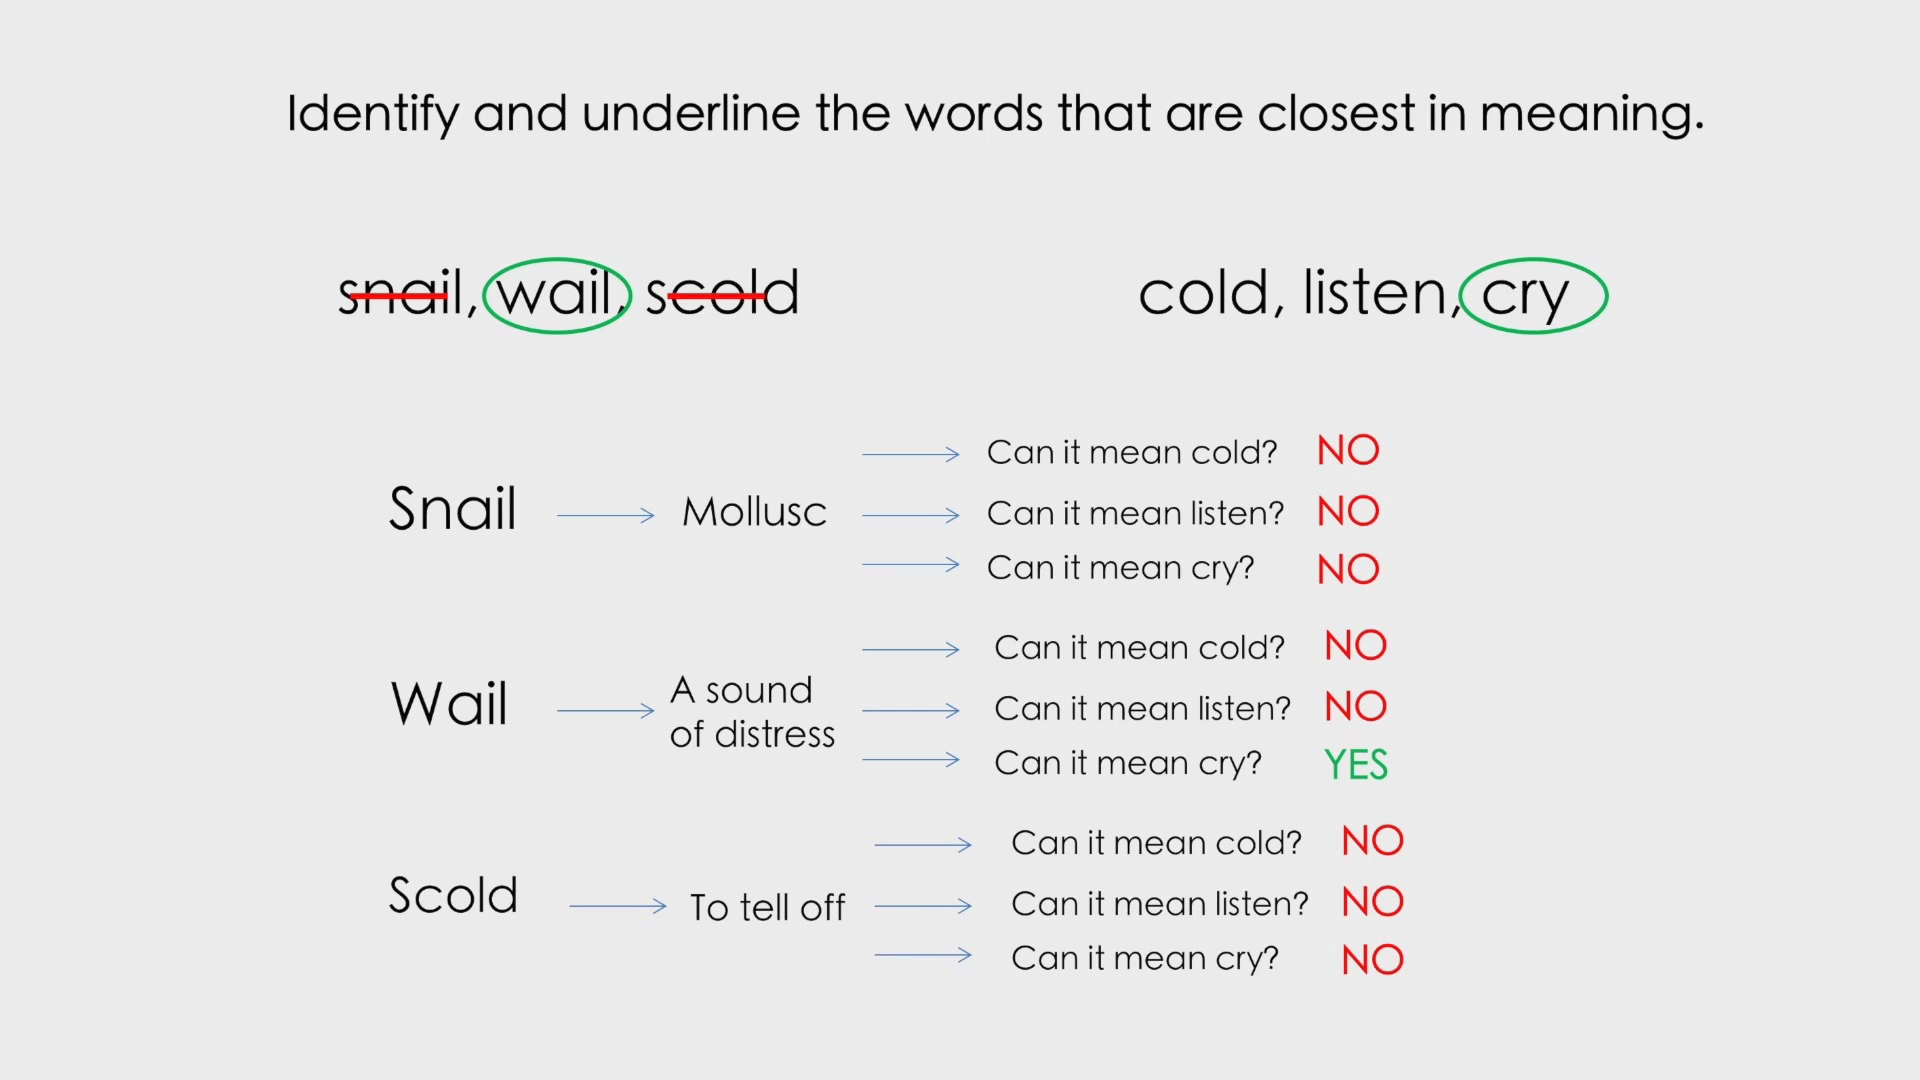 Identify and underline the words that are closest in meaning.
snail, wail, scold
cold, listen, cry
Snail
Mollusc
Can it mean cold? NO
Can it mean listen? NO
Can it mean cry? NO
Wail
A sound
of distress
Can it mean cold? NO
Can it mean listen? NO
Can it mean cry? YES
Scold
To tell off
Can it mean cold? NO
Can it mean listen? NO
Can it mean cry? NO